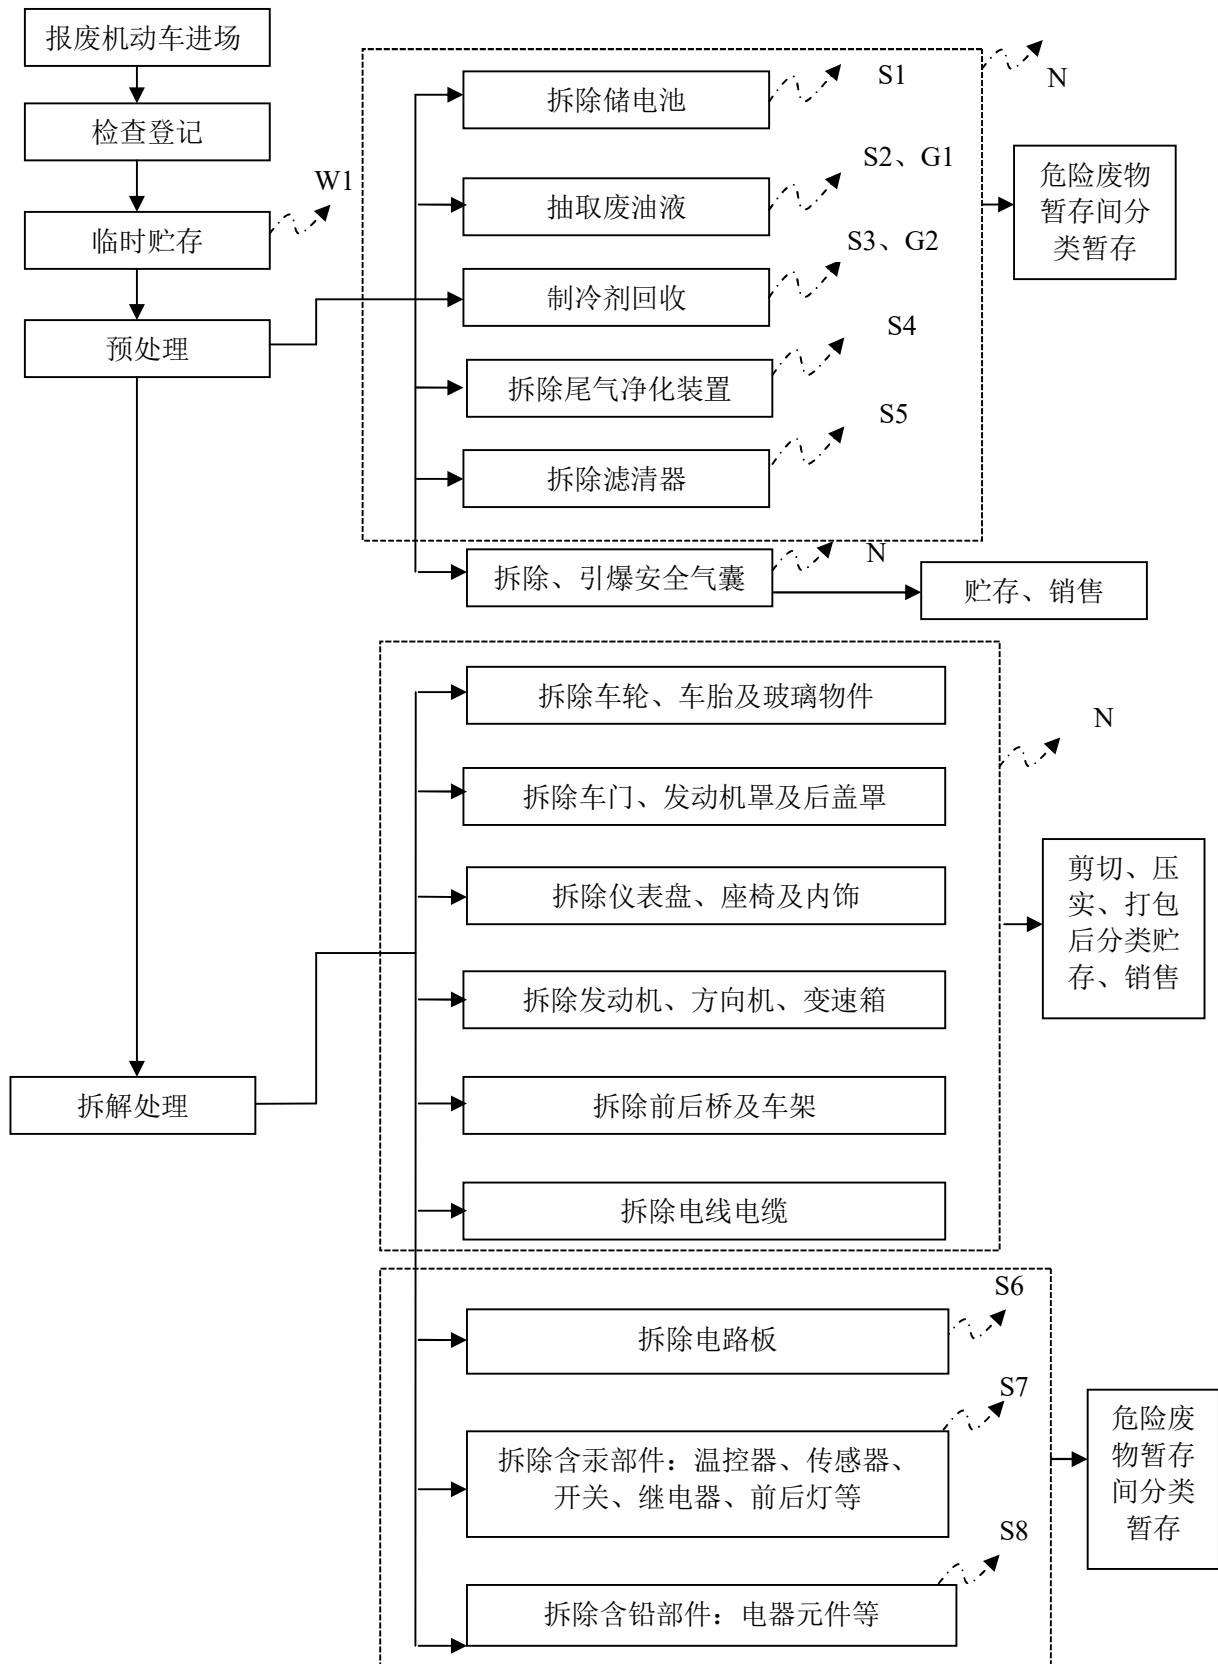 报废机动车进场
检查登记
W1
临时贮存
预处理
拆除储电池
S1
N
抽取废油液
S2、G1
危险废物
暂存间分
类暂存
制冷剂回收
S3、G2
拆除尾气净化装置
S4
拆除滤清器
S5
拆除、引爆安全气囊
N
贮存、销售
拆除车轮、车胎及玻璃物件
N
拆除车门、发动机罩及后盖罩
拆除仪表盘、座椅及内饰
剪切、压
实、打包
后分类贮
存、销售
拆除发动机、方向机、变速箱
拆解处理
拆除前后桥及车架
拆除电线电缆
拆除电路板
S6
拆除含汞部件：温控器、传感器、
开关、继电器、前后灯等
S7
危险废
物暂存
间分类
暂存
拆除含铅部件：电器元件等
S8